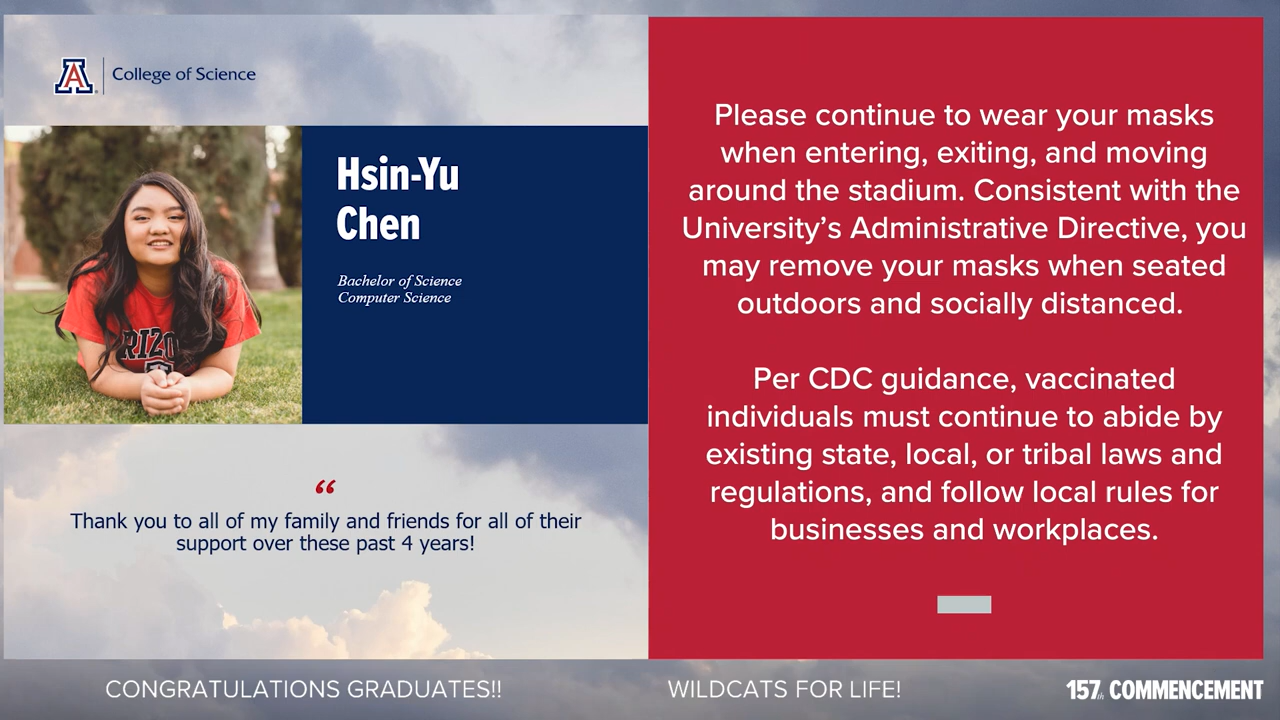 A
College of Science
Hsin-Yu
Chen
Bachelor of Science
Computer Science
RIZO
“
Thank you to all of my family and friends for all of their
support over these past 4 years!
Please continue to wear your masks
when entering, exiting, and moving
around the stadium. Consistent with the
University’s Administrative Directive, you
may remove your masks when seated
outdoors and socially distanced.
Per CDC guidance, vaccinated
individuals must continue to abide by
existing state, local, or tribal laws and
regulations, and follow local rules for
businesses and workplaces.
CONGRATULATIONS GRADUATES!!
WILDCATS FOR LIFE!
157th COMMENCEMENT